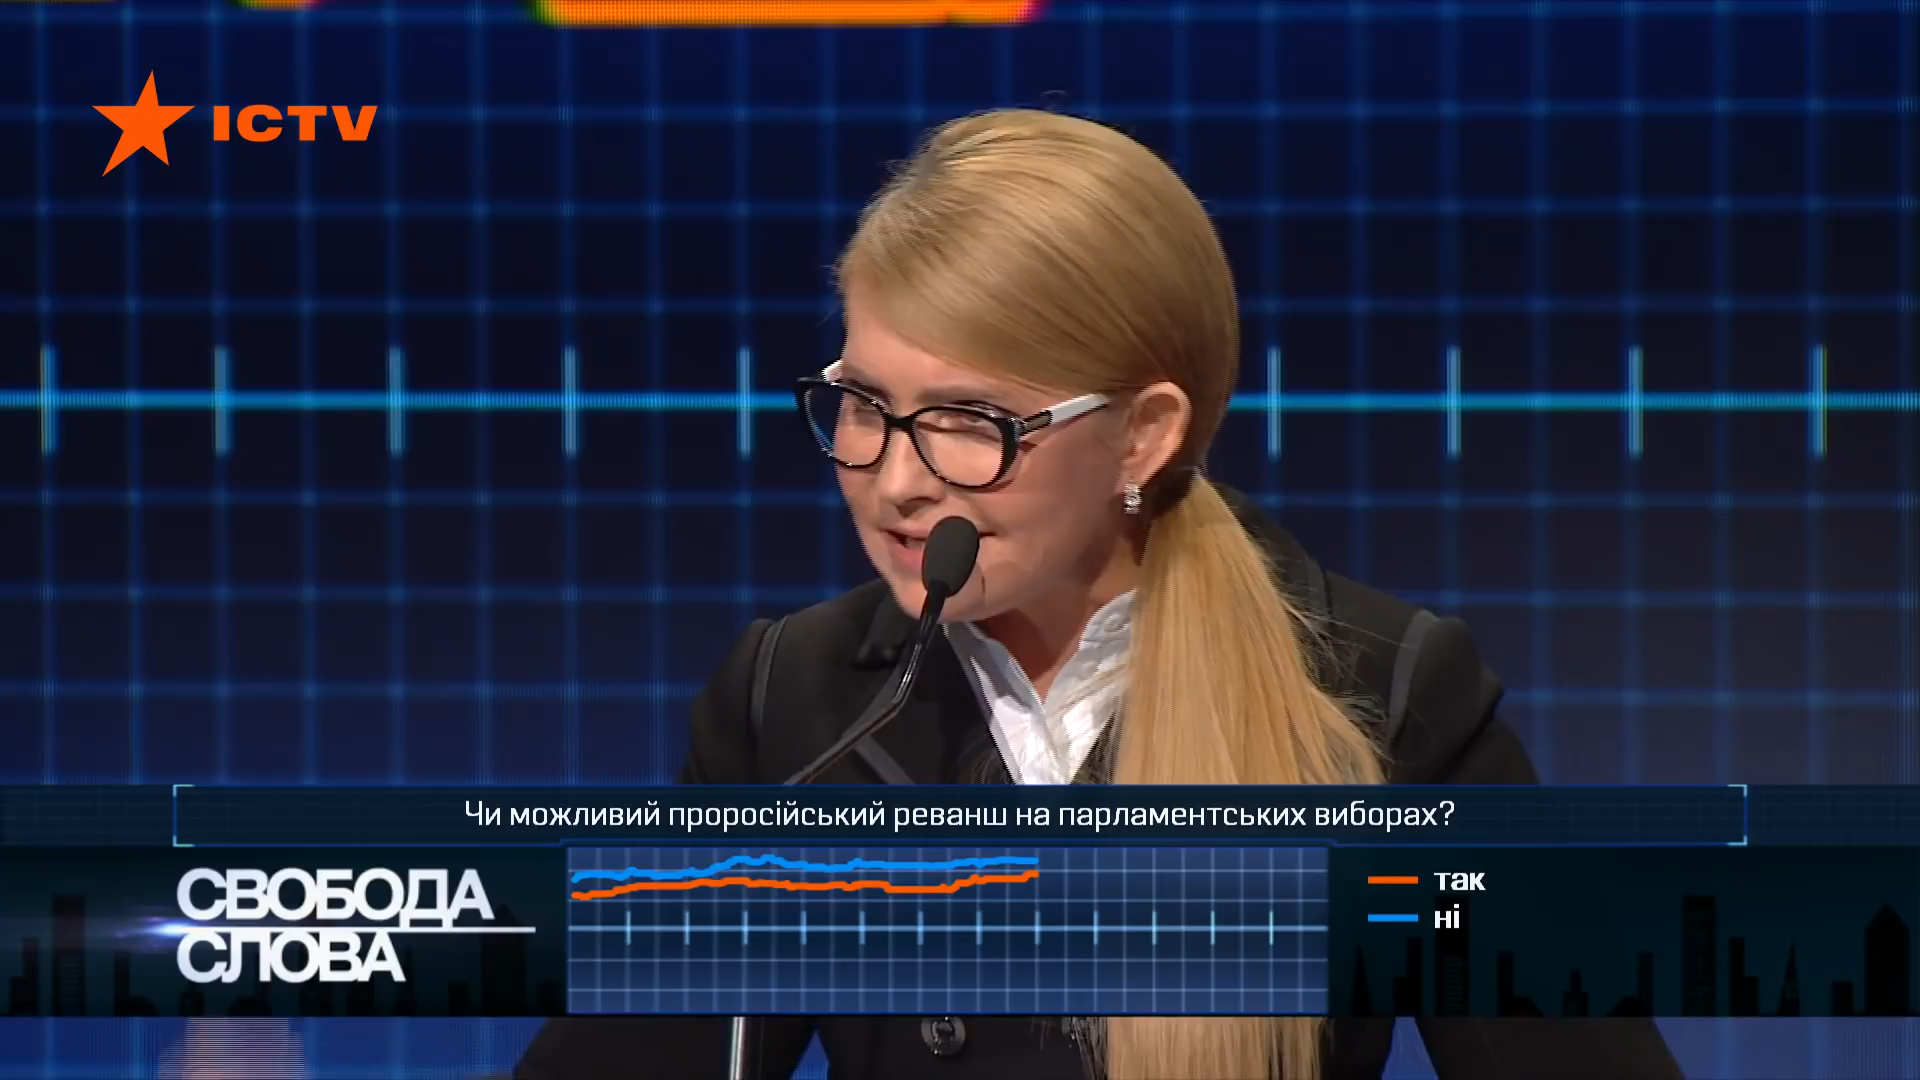 ICTV
Чи можливий проросійський реванш на парламентських виборах?
СВОБОДА
СЛОВА
так
ні